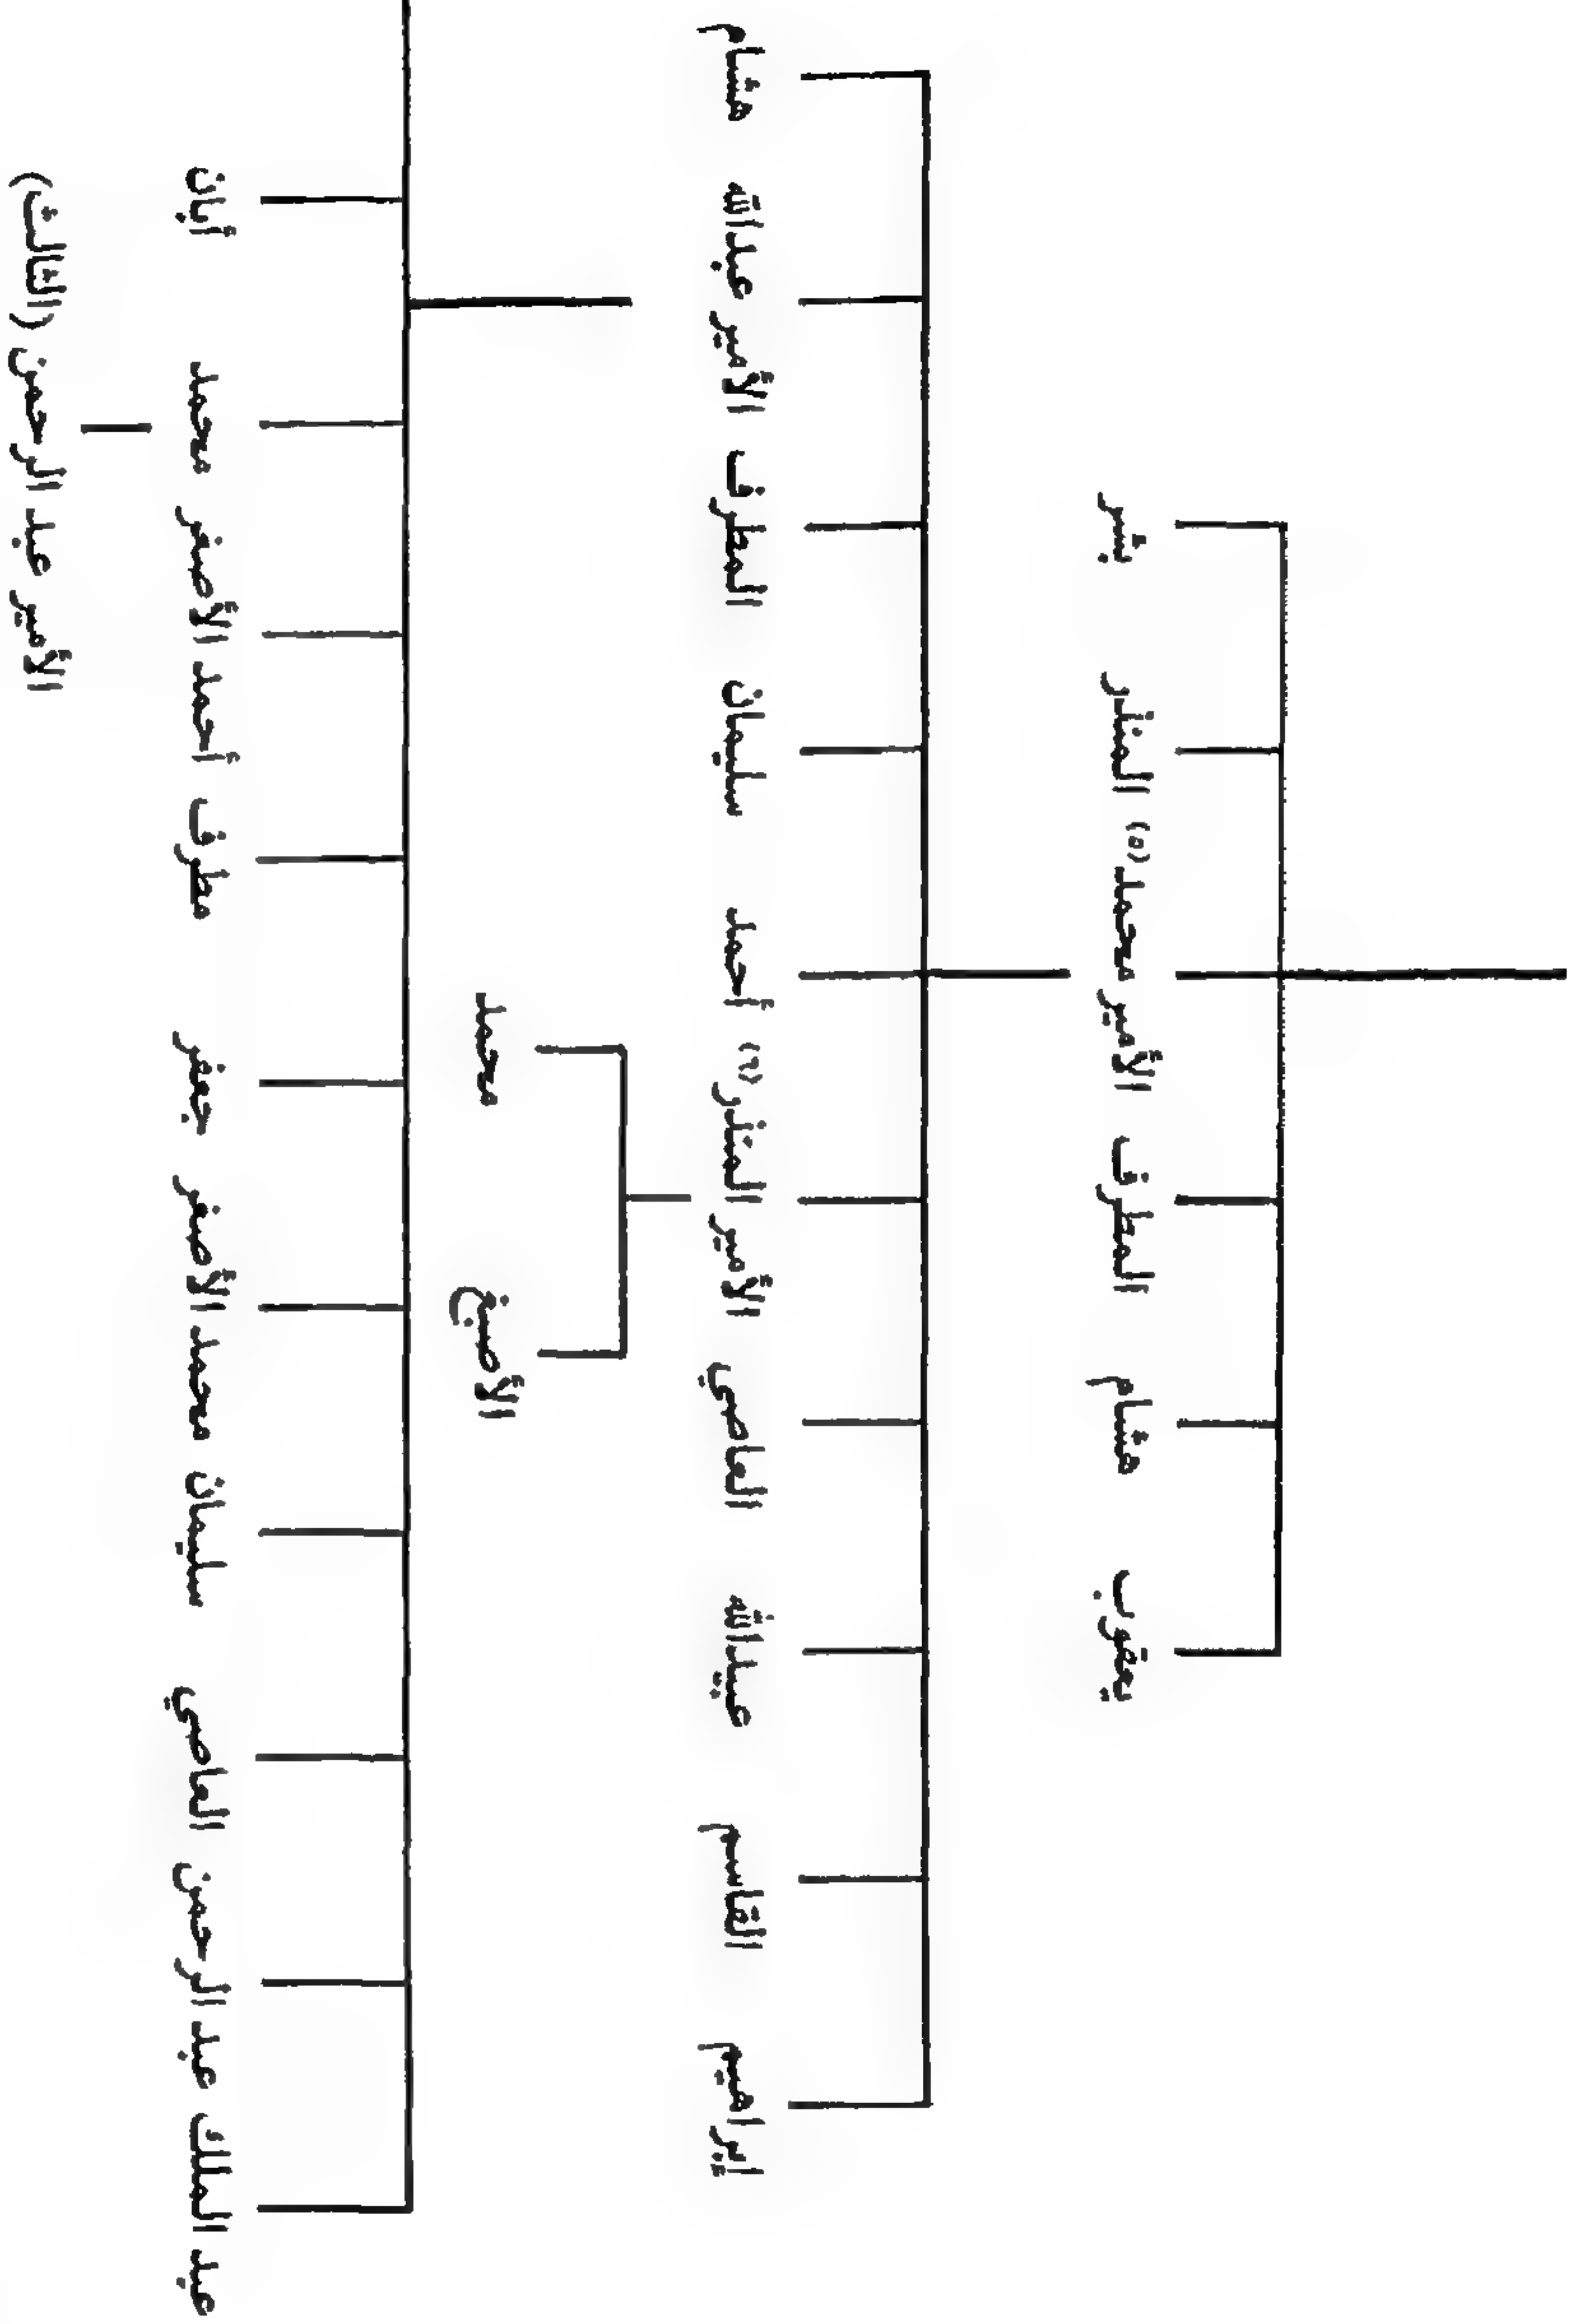 يعقوب هشام المطرف الأمير محمد (٥) المنذر بشر
إبراهيم القاسم عبيدالله العاصي الأمير المنذر (٦) أحمد سليمان المطرف الأمير عبدالله هشام
الأصبغ محمد
عبد الملك عبد الرحمن العاصي سليمان محمد الأصغر جعفر مطرف أحمد الأصغر محمد أبان
الأمير عبد الرحمن (الثالث)